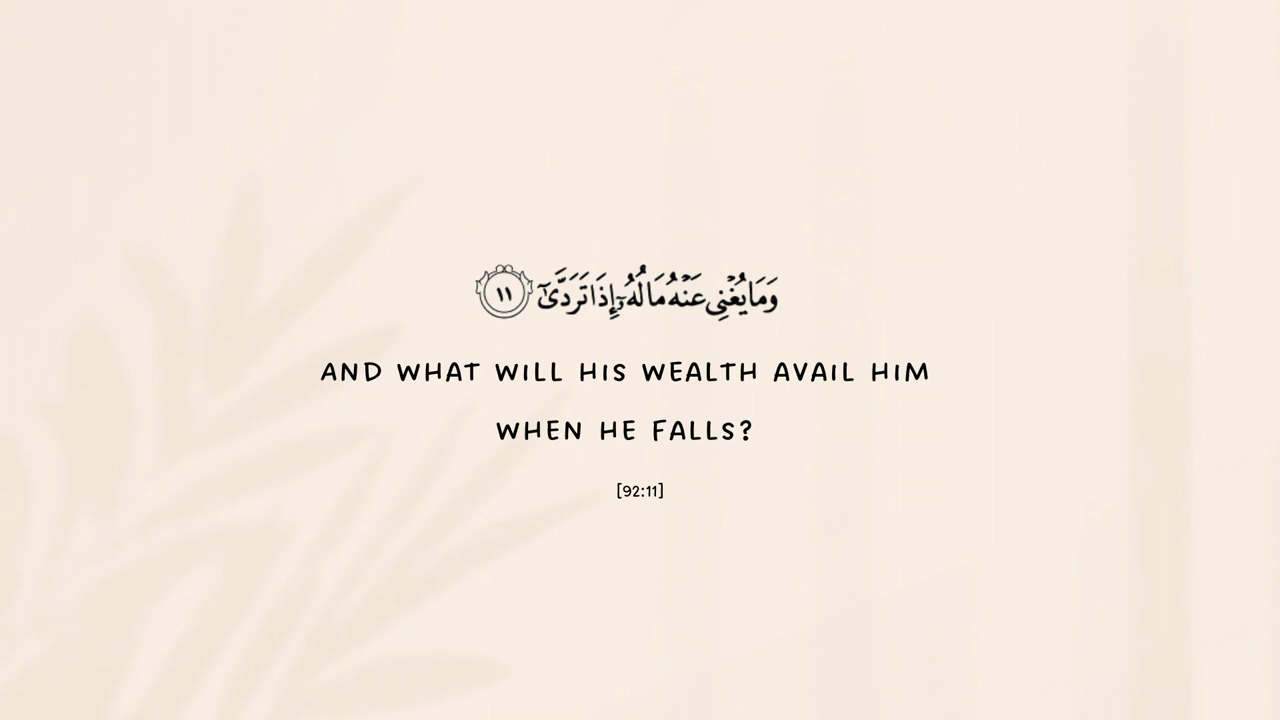 وَمَا يُغْنِى عَنْهُ مَالُهُۥٓ إِذَا تَرَدَّىٰٓ ١١
AND WHAT WILL HIS WEALTH AVAIL HIM
WHEN HE FALLS?
[92:11]